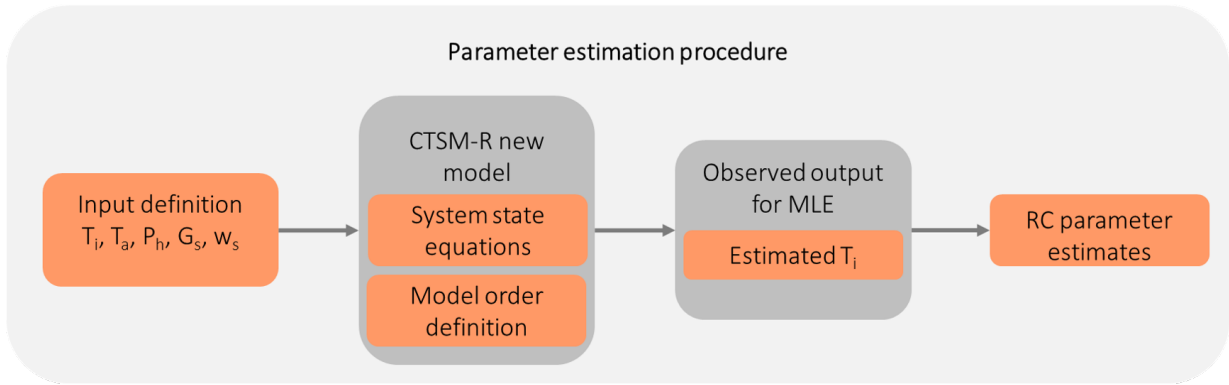 Parameter estimation procedure
Input definition
Tᵢ, Tₐ, Pₕ, Gₛ, wₛ
CTSM-R new
model
System state
equations
Model order
definition
Observed output
for MLE
Estimated Tᵢ
RC parameter
estimates